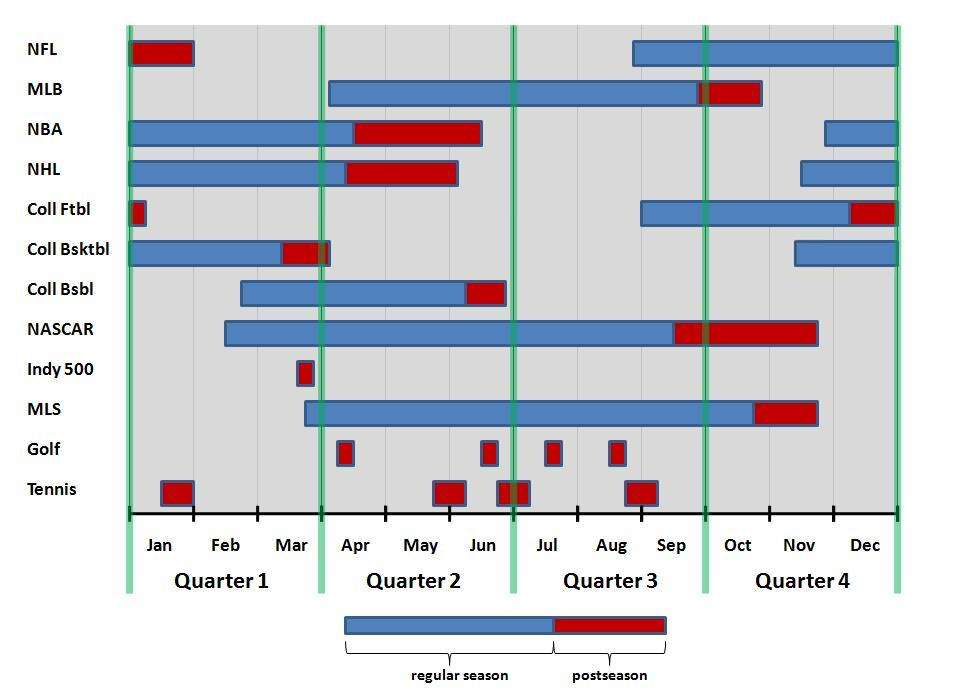 NFL
MLB
NBA
NHL
Coll Ftbl
Coll Bsktbl
Coll Bsbl
NASCAR
Indy 500
MLS
Golf
Tennis
Jan Feb Mar Apr May Jun Jul Aug Sep Oct Nov Dec
Quarter 1 Quarter 2 Quarter 3 Quarter 4
regular season postseason